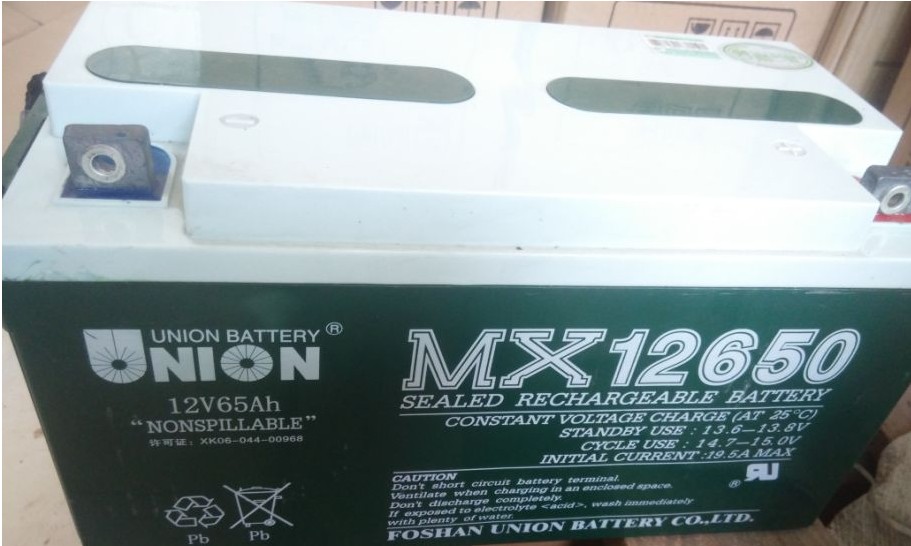 UNION BATTERY®
UNION
12V65Ah
“NONSPILLABLE”
许可证：XK06-044-00968
Pb
Pb
MX12650
SEALED RECHARGEABLE BATTERY
CONSTANT VOLTAGE CHARGE (AT 25°C)
STANDBY USE : 13.6—13.8V
CYCLE USE : 14.7—15.0V
INITIAL CURRENT :19.5A MAX
®
CAUTION
Don't short circuit battery terminal.
Ventilate when charging in an enclosed space.
Don't discharge completely.
If exposed to electrolyte <acid>, wash immediately
with plenty of water.
FOSHAN UNION BATTERY CO.,LTD.